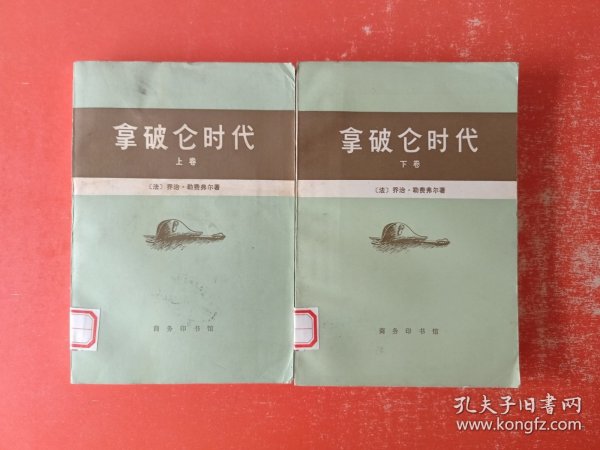 拿破仑时代
上卷
〔法〕乔治·勒费弗尔著
商务印书馆
拿破仑时代
下卷
〔法〕乔治·勒费弗尔著
商务印书馆
孔夫子旧书网
www.kongfz.com